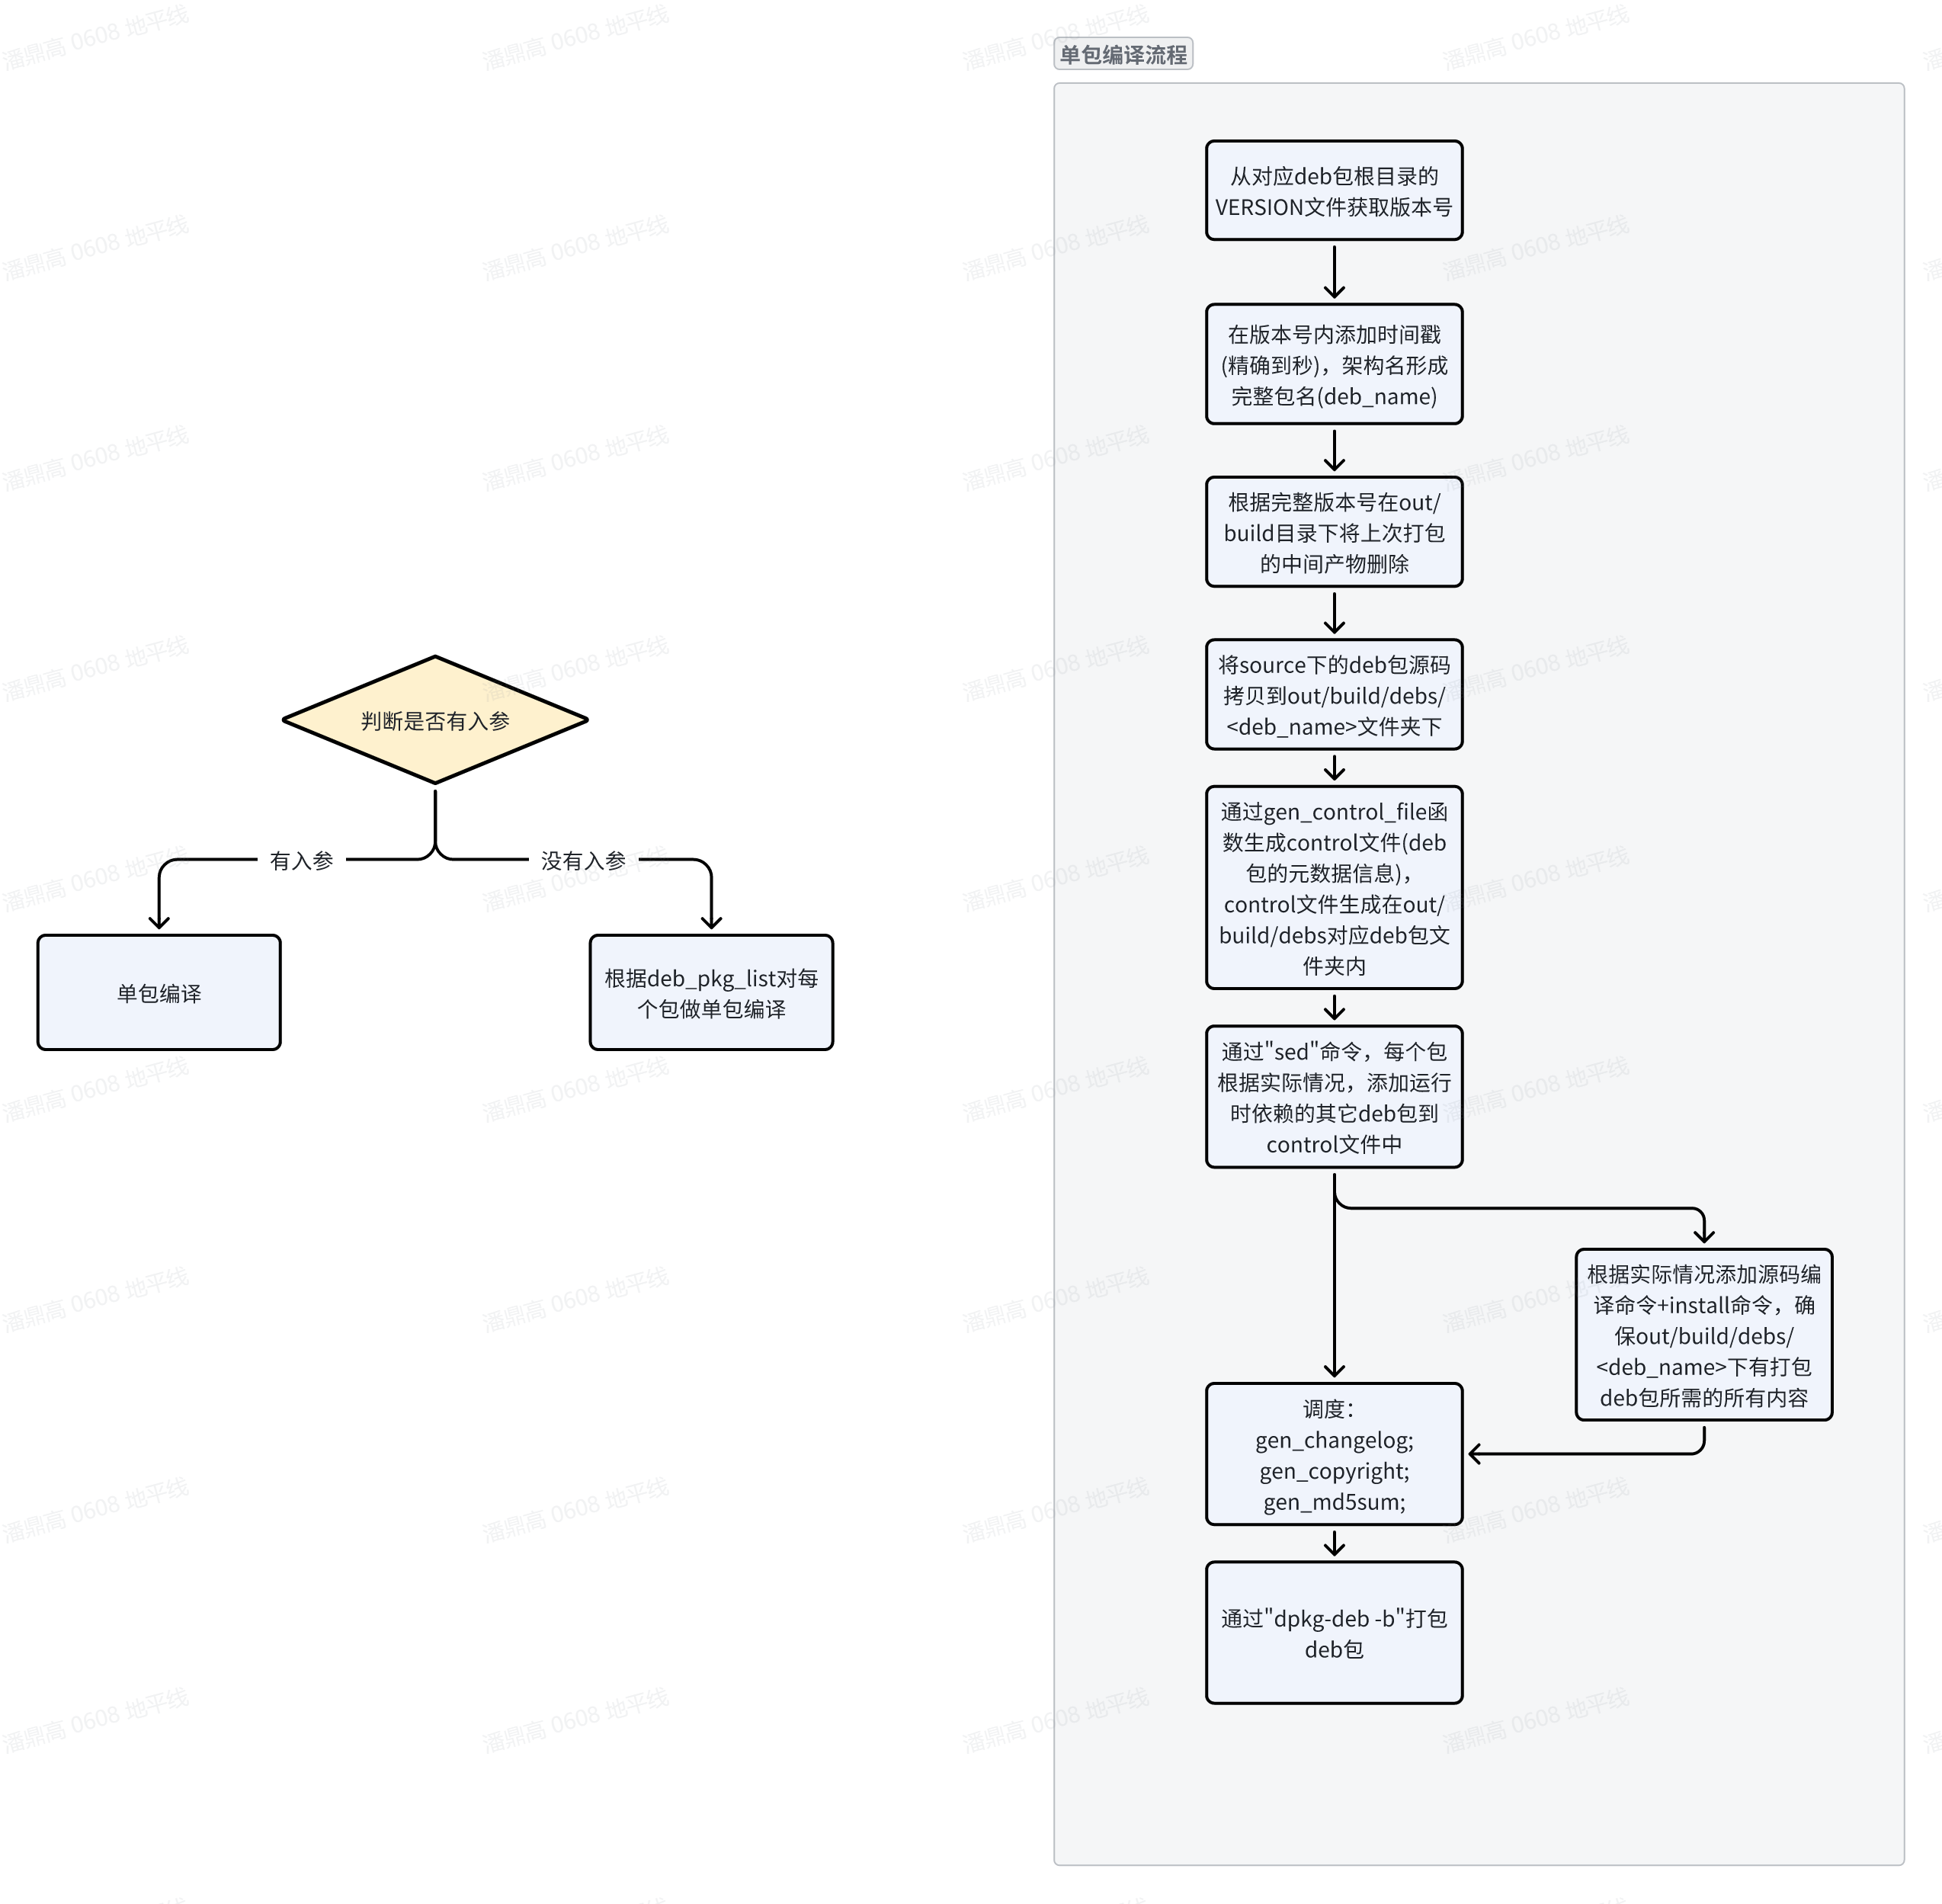 单包编译流程
从对应deb包根目录的
VERSION文件获取版本号
在版本号内添加时间戳
(精确到秒)，架构名形成
完整包名(deb_name)
根据完整版本号在out/
build目录下将上次打包
的中间产物删除
将source下的deb包源码
拷贝到out/build/debs/
<deb_name>文件夹下
通过gen_control_file函
数生成control文件(deb
包的元数据信息)，
control文件生成在out/
build/debs对应deb包文
件夹内
通过"sed"命令，每个包
根据实际情况，添加运行
时依赖的其它deb包到
control文件中
根据实际情况添加源码编
译命令+install命令，确
保out/build/debs/
<deb_name>下有打包
deb包所需的所有内容
调度：
gen_changelog;
gen_copyright;
gen_md5sum;
通过"dpkg-deb -b"打包
deb包
判断是否有入参
有入参
没有入参
单包编译
根据deb_pkg_list对每
个包做单包编译
潘鼎高 0608 地平线